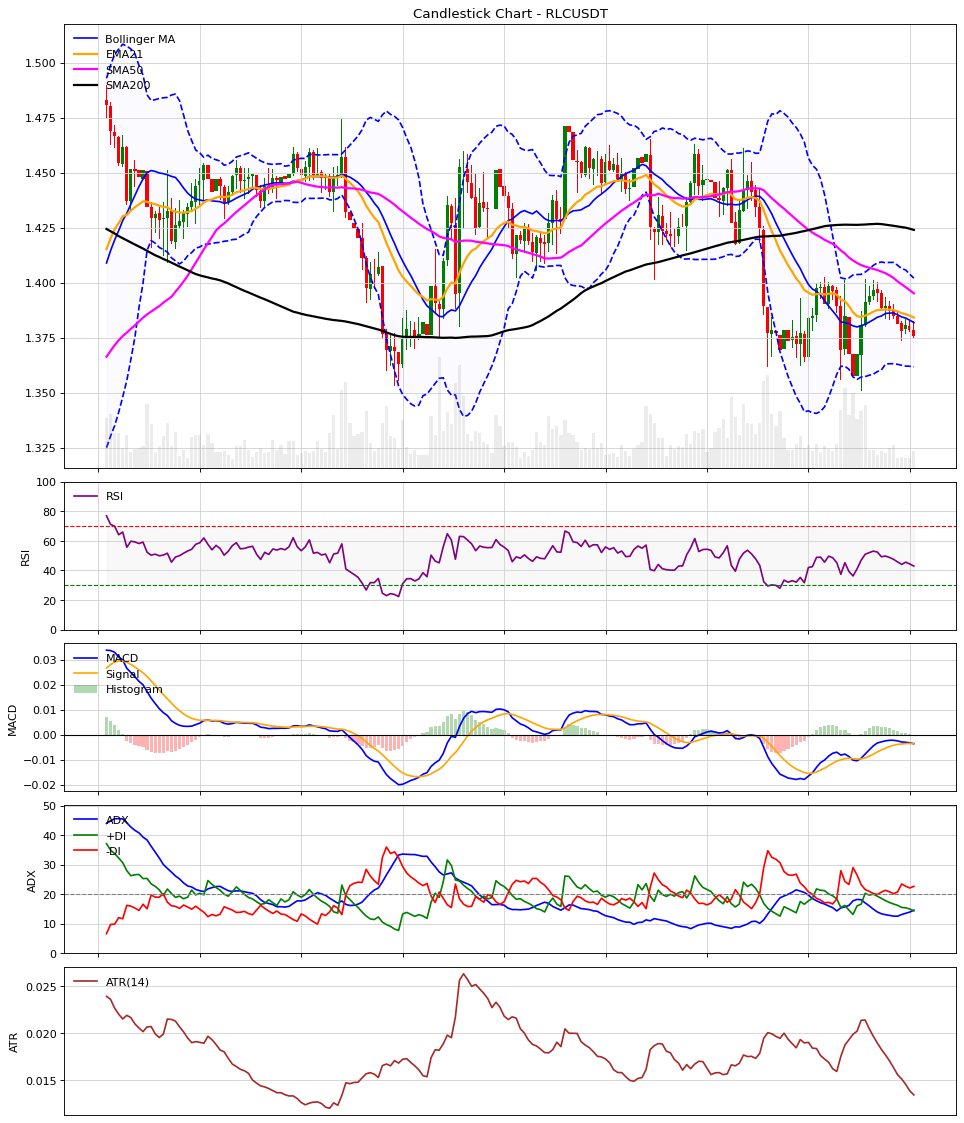 Candlestick Chart - RLCUSDT
Bollinger MA
EMA21
SMA50
SMA200
1.500
1.475
1.450
1.425
1.400
1.375
1.350
1.325
RSI
100
80
60
40
20
0
RSI
MACD
Signal
Histogram
0.03
0.02
0.01
0.00
−0.01
−0.02
MACD
ADX
+DI
-DI
50
40
30
20
10
0
ADX
ATR(14)
0.025
0.020
0.015
ATR